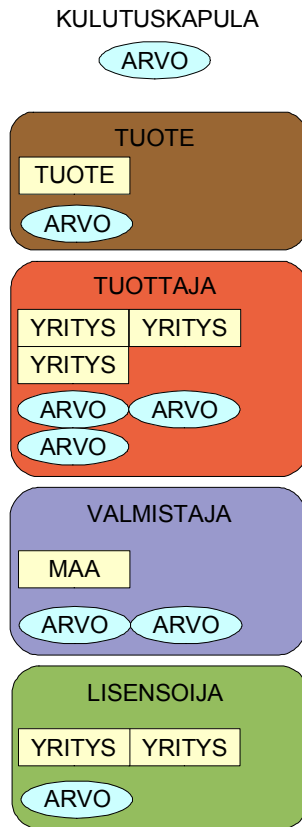 KULUTUSKAPULA
ARVO
TUOTE
TUOTE
ARVO
TUOTTAJA
YRITYS YRITYS
YRITYS
ARVO ARVO
ARVO
VALMISTAJA
MAA
ARVO ARVO
LISENSOIJA
YRITYS YRITYS
ARVO